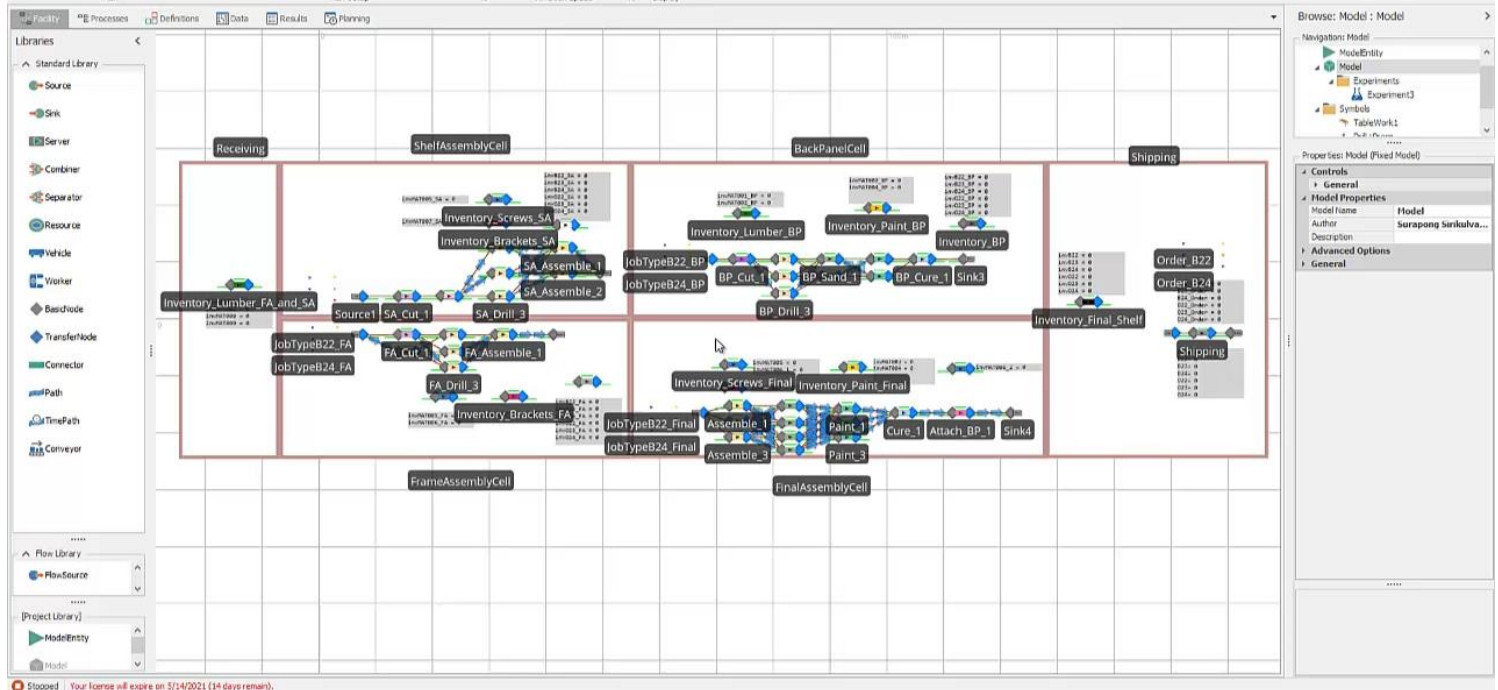 Facility Processes Definitions Data Results Planning
Libraries
Standard Library
Source
Sink
Server
Combiner
Separator
Resource
Vehicle
Worker
BasicNode
TransferNode
Connector
Path
TimePath
Conveyor
Flow Library
FlowSource
[Project Library]
ModelEntity
Model
Receiving
ShelfAssemblyCell
BackPanelCell
Shipping
Inventory_Screws_SA
Inventory_Brackets_SA
SA_Assemble_1
SA_Assemble_2
Inventory_Lumber_FA_and_SA
Source1
SA_Cut_1
SA_Drill_3
Inventory_Lumber_BP
Inventory_Paint_BP
Inventory_BP
JobTypeB22_BP
JobTypeB24_BP
BP_Cut_1
BP_Sand_1
BP_Cure_1
Sink3
BP_Drill_3
Order_B22
Order_B24
Inventory_Final_Shelf
Shipping
JobTypeB22_FA
JobTypeB24_FA
FA_Cut_1
FA_Assemble_1
FA_Drill_3
Inventory_Brackets_FA
Inventory_Screws_Final
Inventory_Paint_Final
JobTypeB22_Final
JobTypeB24_Final
Assemble_1
Assemble_3
Paint_1
Paint_3
Cure_1
Attach_BP_1
Sink4
FrameAssemblyCell
FinalAssemblyCell
Browse: Model : Model
Navigation: Model
ModelEntity
Model
Experiments
Experiment3
Symbols
TableWork1
Properties: Model (Fixed Model)
Controls
General
Model Properties
Model Name Model
Author Surapong Sirikulva...
Description
Advanced Options
General
Stopped Your license will expire on 5/14/2021 (14 days remain).